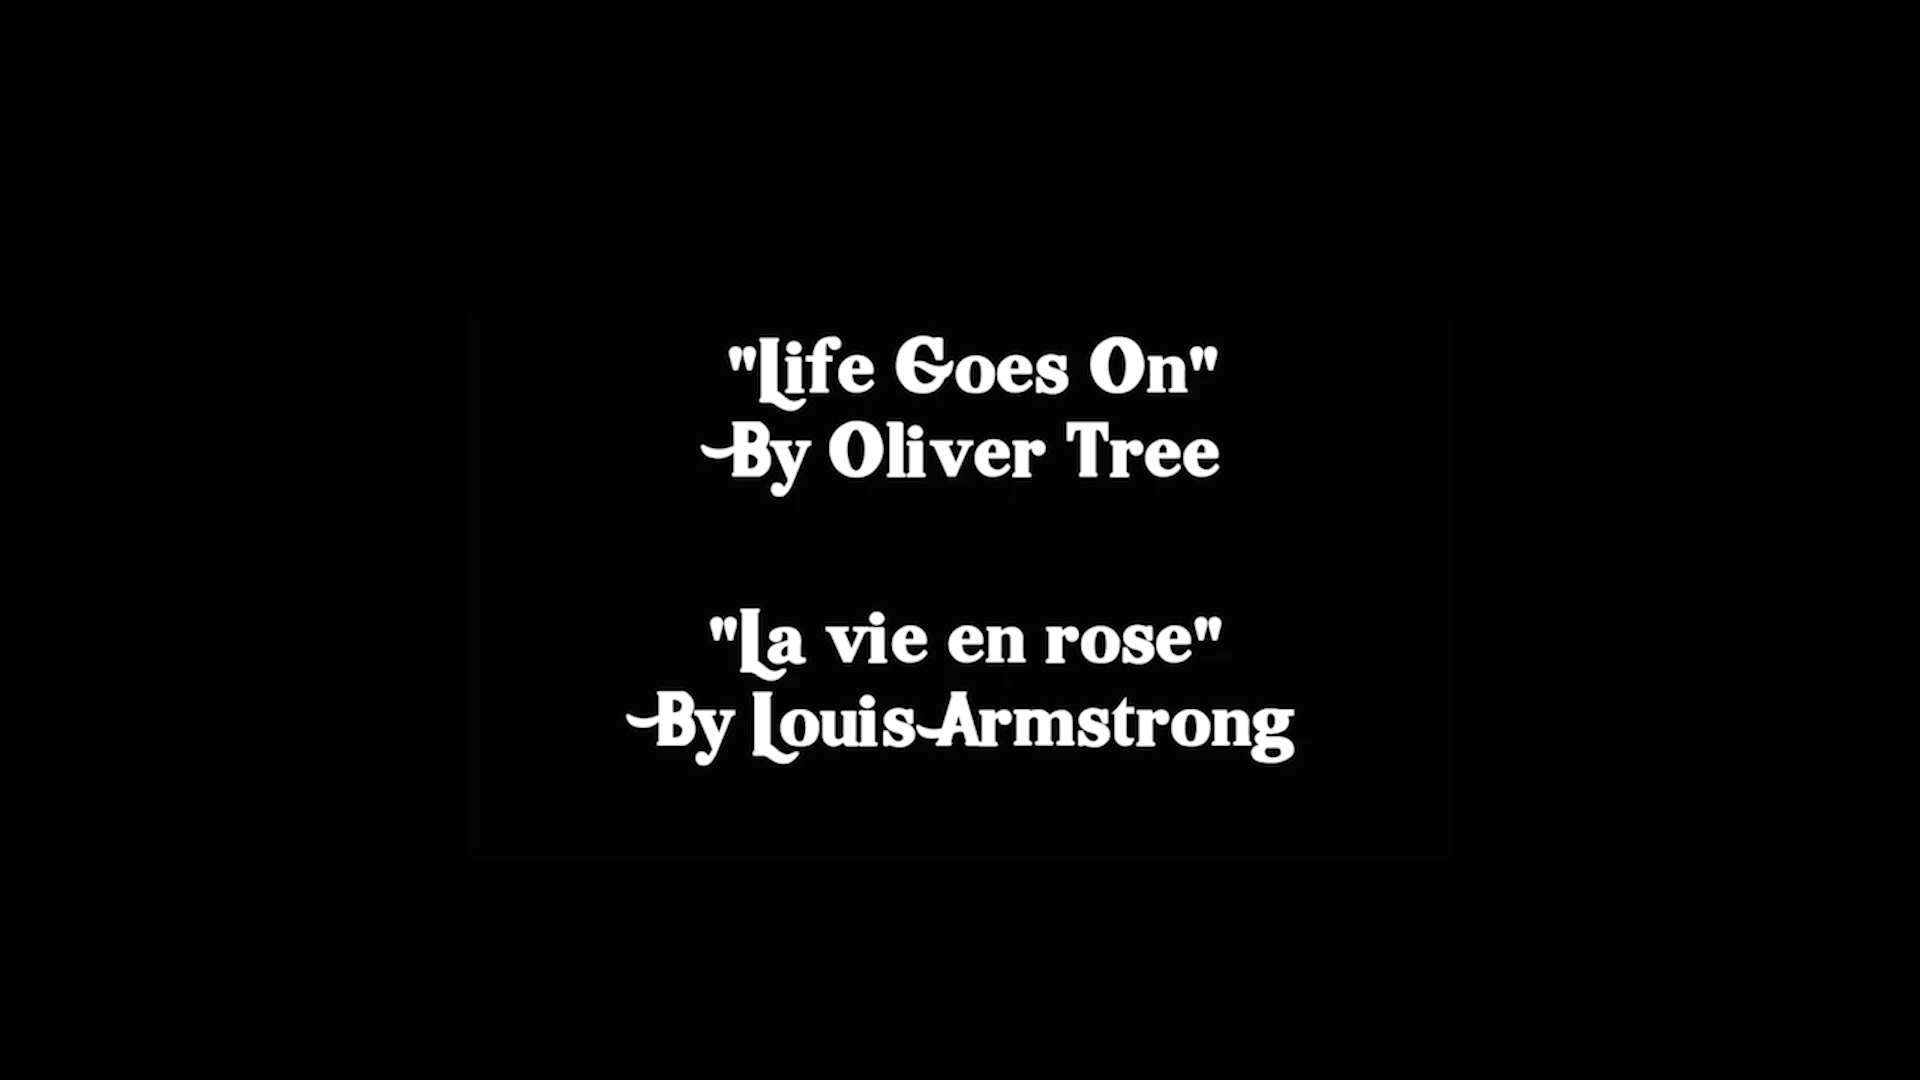 "Life Goes On"
By Oliver Tree
"La vie en rose"
By Louis Armstrong